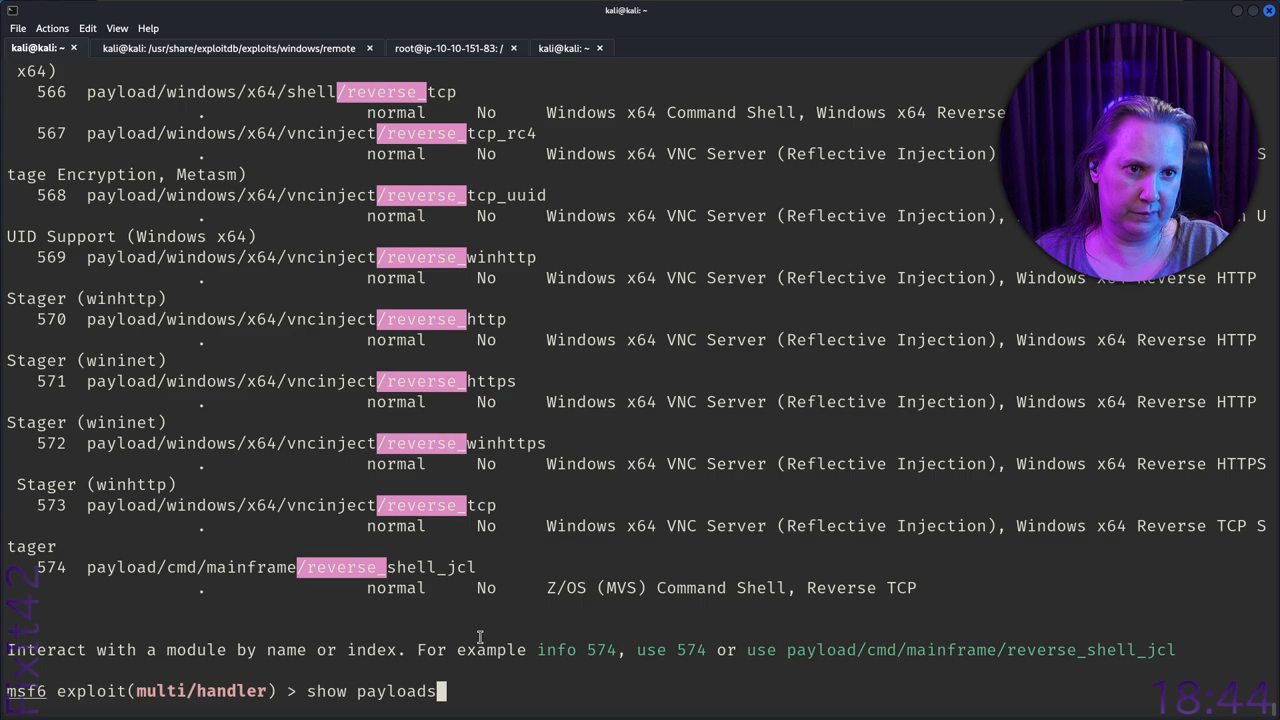 kali@kali: ~
File Actions Edit View Help
kali@kali: ~ × kali@kali: /usr/share/exploitdb/exploits/windows/remote × root@ip-10-10-151-83: / × kali@kali: ~ ×
x64)
566 payload/windows/x64/shell/reverse_tcp
. normal No Windows x64 Command Shell, Windows x64 Reverse
567 payload/windows/x64/vncinject/reverse_tcp_rc4
. normal No Windows x64 VNC Server (Reflective Injection) S
tage Encryption, Metasm)
568 payload/windows/x64/vncinject/reverse_tcp_uuid
. normal No Windows x64 VNC Server (Reflective Injection), U
UID Support (Windows x64)
569 payload/windows/x64/vncinject/reverse_winhttp
. normal No Windows x64 VNC Server (Reflective Injection), Windows x64 Reverse HTTP
Stager (winhttp)
570 payload/windows/x64/vncinject/reverse_http
. normal No Windows x64 VNC Server (Reflective Injection), Windows x64 Reverse HTTP
Stager (wininet)
571 payload/windows/x64/vncinject/reverse_https
. normal No Windows x64 VNC Server (Reflective Injection), Windows x64 Reverse HTTP
Stager (wininet)
572 payload/windows/x64/vncinject/reverse_winhttps
. normal No Windows x64 VNC Server (Reflective Injection), Windows x64 Reverse HTTPS
Stager (winhttp)
573 payload/windows/x64/vncinject/reverse_tcp
. normal No Windows x64 VNC Server (Reflective Injection), Windows x64 Reverse TCP S
tager
574 payload/cmd/mainframe/reverse_shell_jcl
. normal No Z/OS (MVS) Command Shell, Reverse TCP
Interact with a module by name or index. For example info 574, use 574 or use payload/cmd/mainframe/reverse_shell_jcl
msf6 exploit(multi/handler) > show payloads
Fixit42
18:44